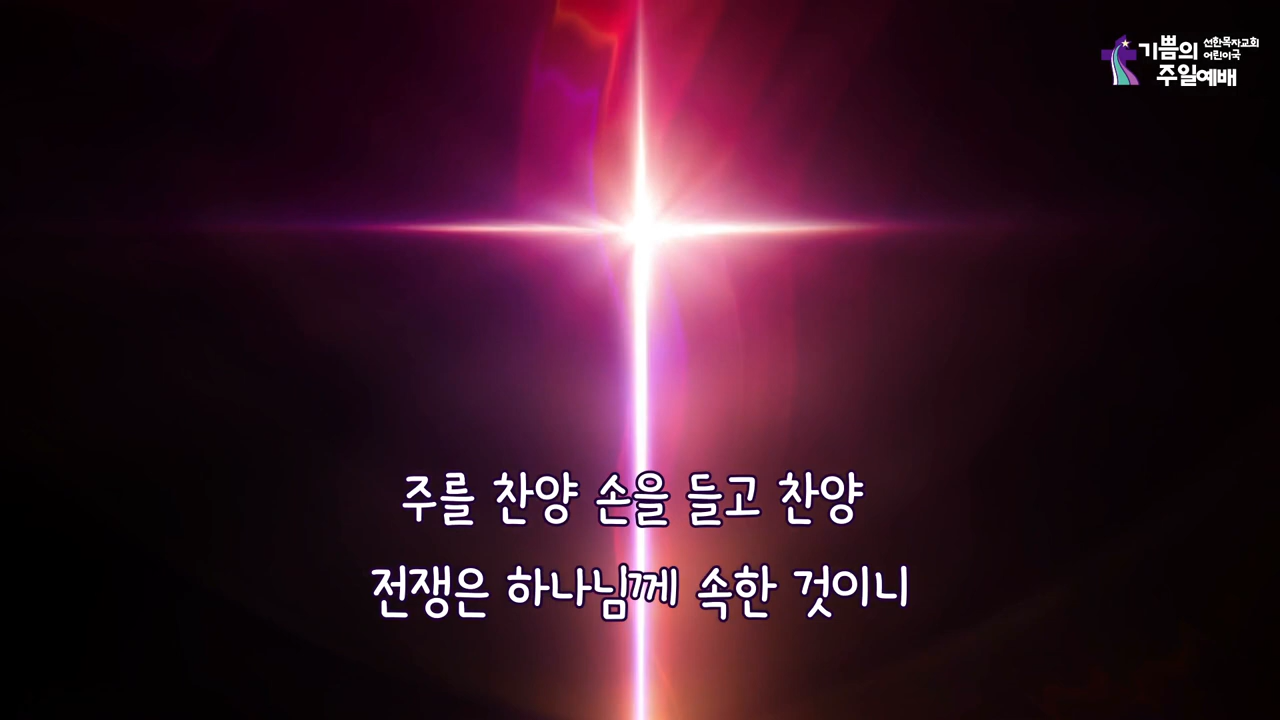 기쁨의 선한목자교회
어린이국
주일예배
주를 찬양 손을 들고 찬양
전쟁은 하나님께 속한 것이니